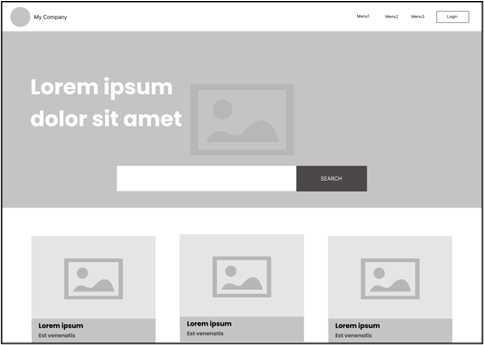 My Company
Menu1
Menu2
Menu3
Login
Lorem ipsum
dolor sit amet
SEARCH
Lorem ipsum
Est venenatis
Lorem ipsum
Est venenatis
Lorem ipsum
Est venenatis